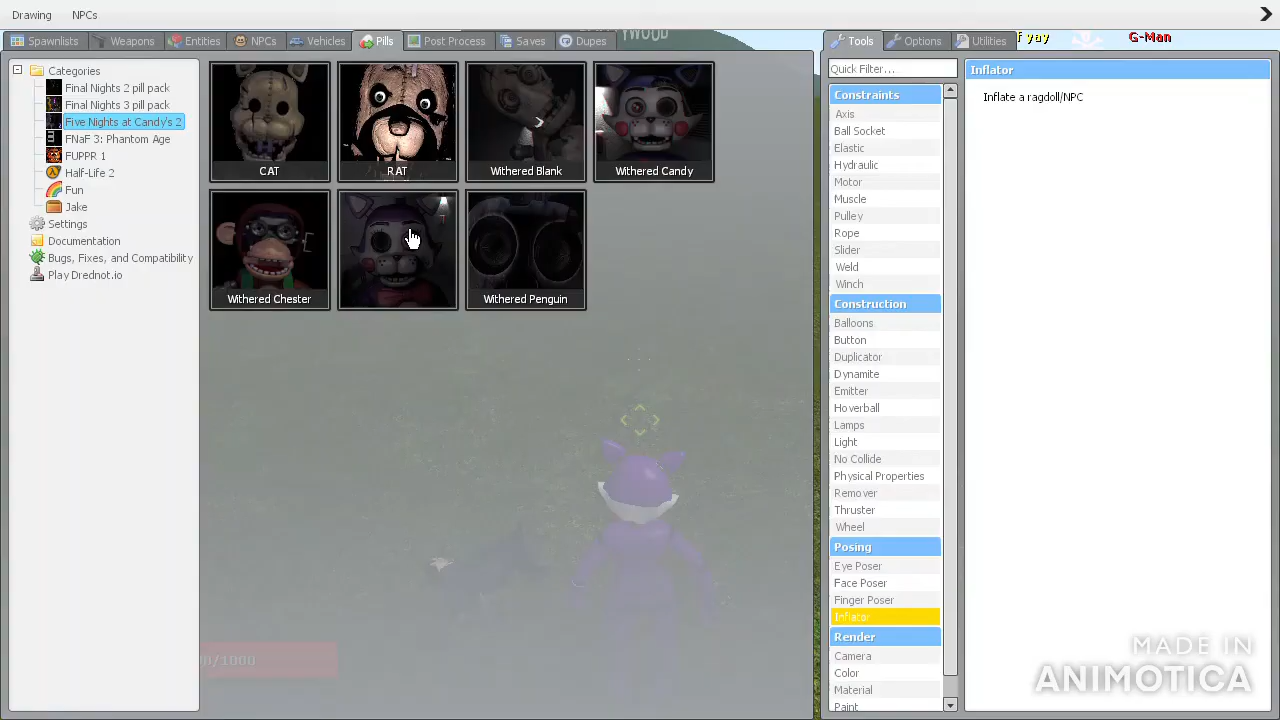 Drawing NPCs
YWOOD
Spawnlists Weapons Entities NPCs Vehicles Pills Post Process Saves Dupes
Tools Options Utilities f yay G-Man
Categories
Final Nights 2 pill pack
Final Nights 3 pill pack
Five Nights at Candy's 2
FNaF 3: Phantom Age
FUPPR 1
Half-Life 2
Fun
Jake
Settings
Documentation
Bugs, Fixes, and Compatibility
Play Drednot.io
CAT
RAT
Withered Blank
Withered Candy
Withered Chester
Withered Penguin
0/1000
Quick Filter...
Constraints
Axis
Ball Socket
Elastic
Hydraulic
Motor
Muscle
Pulley
Rope
Slider
Weld
Winch
Construction
Balloons
Button
Duplicator
Dynamite
Emitter
Hoverball
Lamps
Light
No Collide
Physical Properties
Remover
Thruster
Wheel
Posing
Eye Poser
Face Poser
Finger Poser
Inflator
Render
Camera
Color
Material
Paint
Inflator
Inflate a ragdoll/NPC
MADE IN
ANIMOTICA